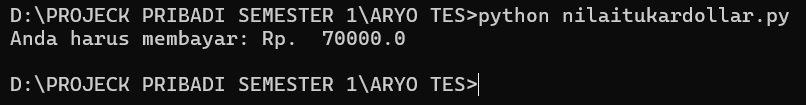 D:\PROJECK PRIBADI SEMESTER 1\ARYO TES>python nilaitukardollar.py
Anda harus membayar: Rp.  70000.0
D:\PROJECK PRIBADI SEMESTER 1\ARYO TES>